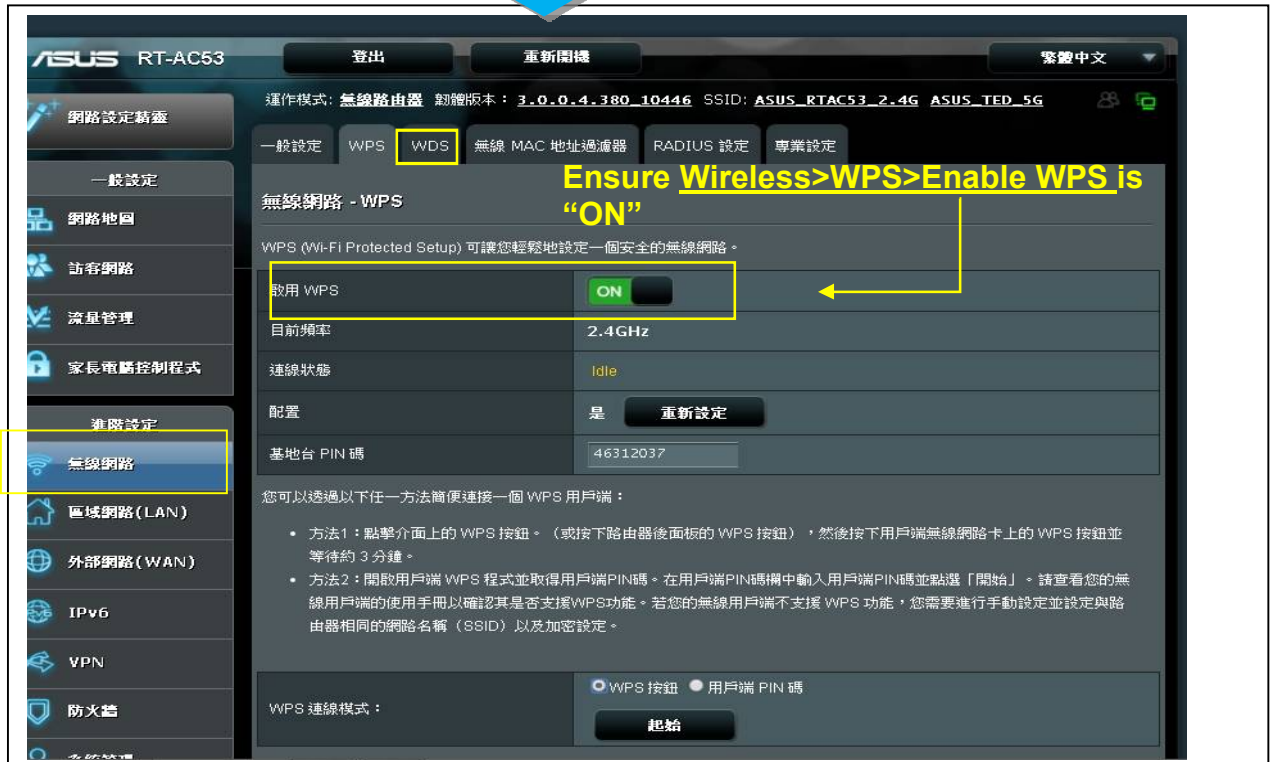 ASUS RT-AC53 登出 重新開機 繁體中文
運作模式: 無線路由器 韌體版本: 3.0.0.4.380_10446 SSID: ASUS_RTAC53_2.4G ASUS_TED_5G
網路設定精靈
一般設定 WPS WDS 無線 MAC 地址過濾器 RADIUS 設定 專業設定
一般設定
網路地圖
訪客網路
流量管理
家長電腦控制程式
進階設定
無線網路
區域網路(LAN)
外部網路(WAN)
IPv6
VPN
防火牆
系統管理
Ensure Wireless>WPS>Enable WPS is
“ON”
無線網路 - WPS
WPS (Wi-Fi Protected Setup) 可讓您輕鬆地設定一個安全的無線網路。
啟用 WPS ON
目前頻率 2.4GHz
連線狀態 Idle
配置 是 重新設定
基地台 PIN 碼 46312037
您可以透過以下任一方法簡便連接一個 WPS 用戶端：
• 方法1：點擊介面上的 WPS 按鈕。（或按下路由器後面板的 WPS 按鈕），然後按下用戶端無線網路卡上的 WPS 按鈕並
等待約 3 分鐘。
• 方法2：開啟用戶端 WPS 程式並取得用戶端PIN碼。在用戶端PIN碼欄中輸入用戶端PIN碼並點選「開始」。請查看您的無
線用戶端的使用手冊以確認其是否支援WPS功能。若您的無線用戶端不支援 WPS 功能，您需要進行手動設定並設定與路
由器相同的網路名稱（SSID）以及加密設定。
WPS 按鈕 用戶端 PIN 碼
WPS 連線模式：
起始